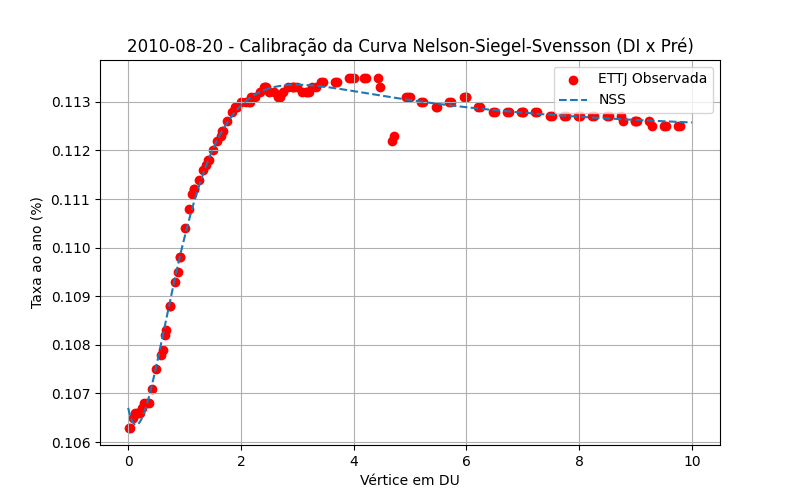 2010-08-20 - Calibração da Curva Nelson-Siegel-Svensson (DI x Pré)
ETTJ Observada
NSS
Taxa ao ano (%)
0.113
0.112
0.111
0.110
0.109
0.108
0.107
0.106
0
2
4
6
8
10
Vértice em DU